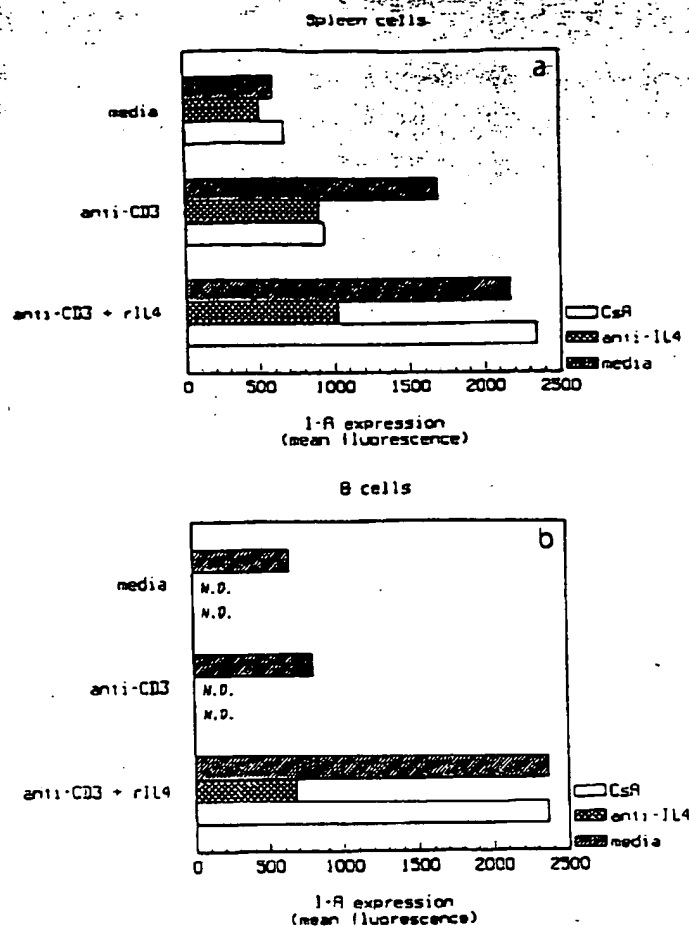 Spleen cells
a
media
anti-CD3
anti-CD3 + rIL4
CsA
anti-IL4
media
0 500 1000 1500 2000 2500
I-A expression
(mean fluorescence)
B cells
b
media
N.D.
N.D.
anti-CD3
N.D.
N.D.
anti-CD3 + rIL4
CsA
anti-IL4
media
0 500 1000 1500 2000 2500
I-A expression
(mean fluorescence)